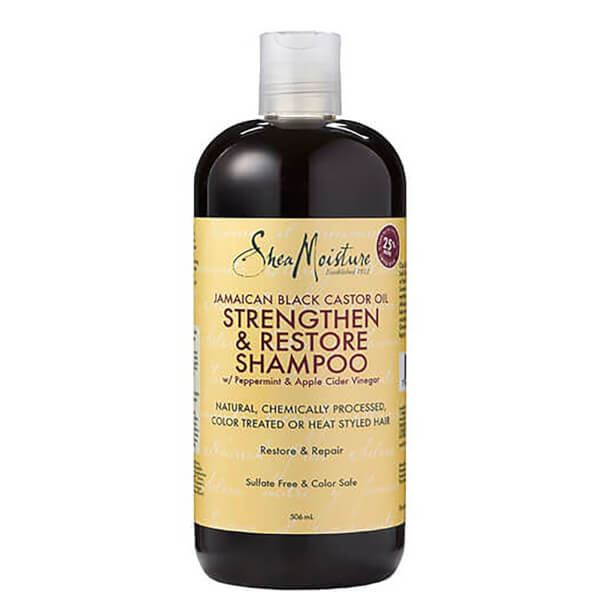 SheaMoisture
Established 1912
25%
JAMAICAN BLACK CASTOR OIL
STRENGTHEN
& RESTORE
SHAMPOO
w/ Peppermint & Apple Cider Vinegar
NATURAL, CHEMICALLY PROCESSED,
COLOR TREATED OR HEAT STYLED HAIR
Restore & Repair
Sulfate Free & Color Safe
506 mL